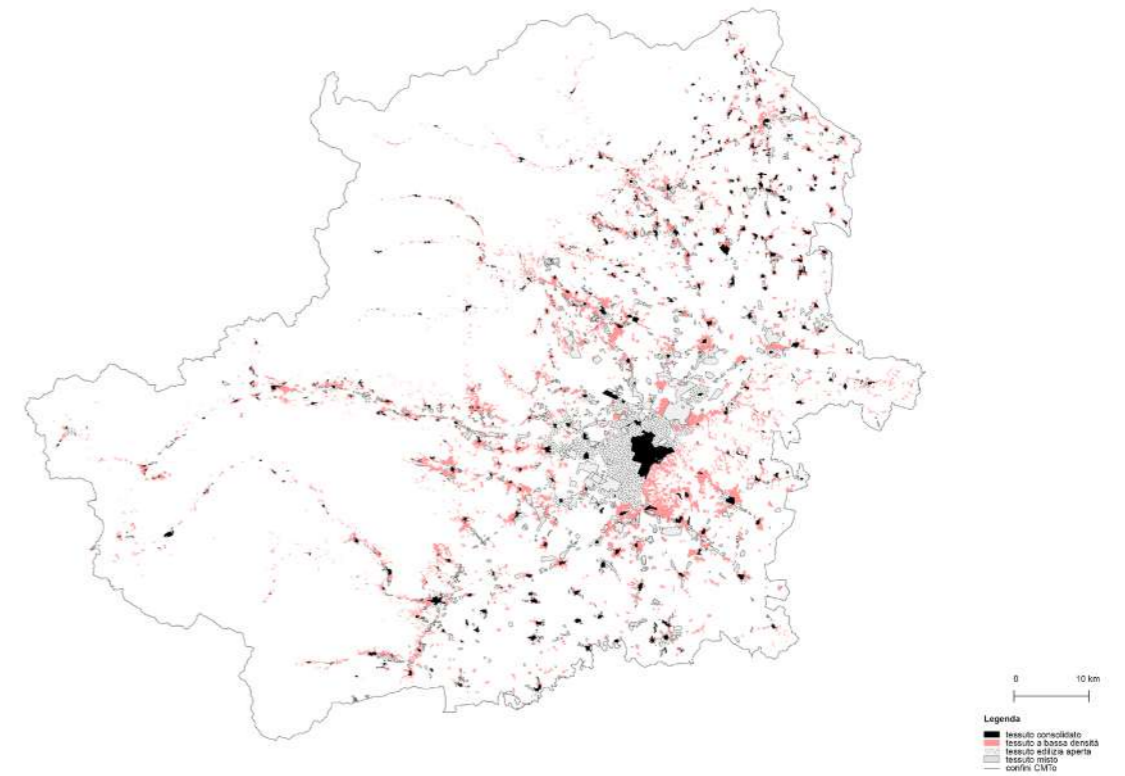 0 10 km
Legenda
tessuto consolidato
tessuto a bassa densità
tessuto edilizia aperta
tessuto misto
confini CMTo